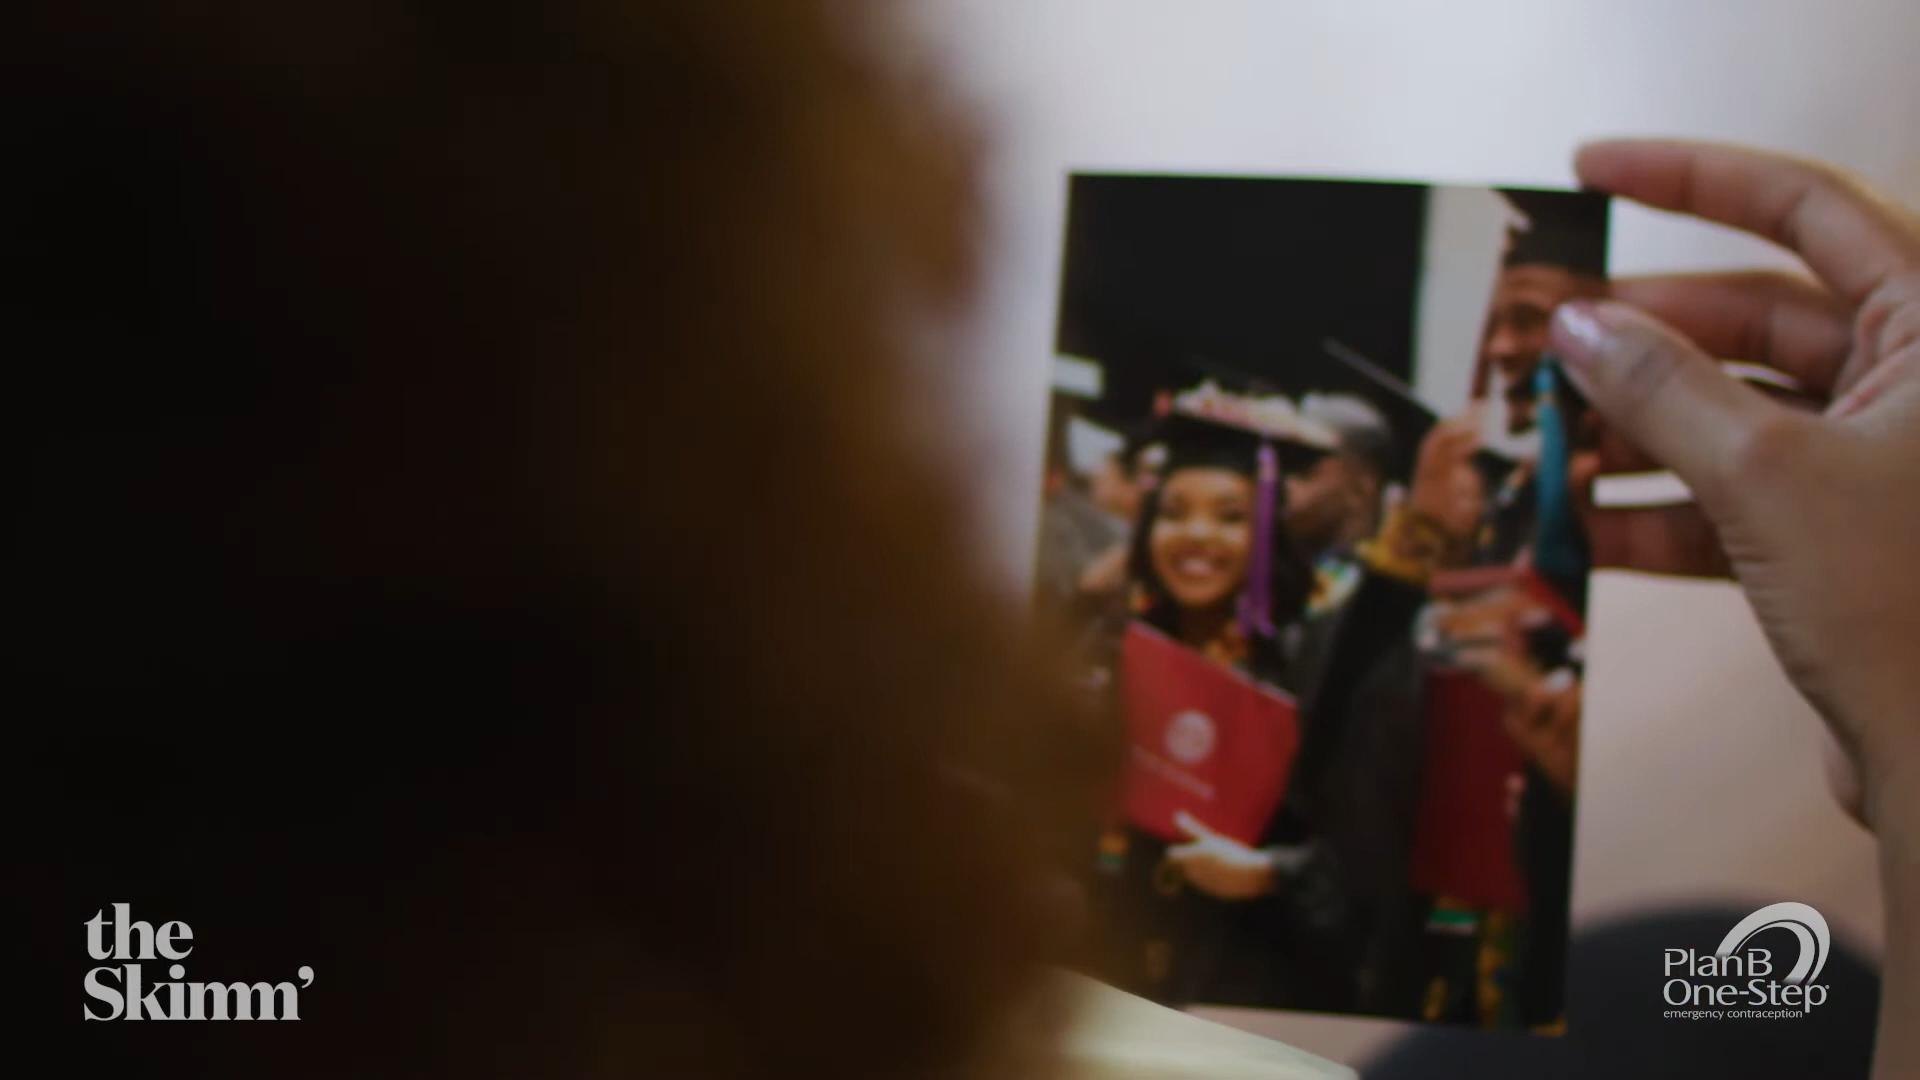 the
Skimm’
PlanB
One-Step®
emergency contraception